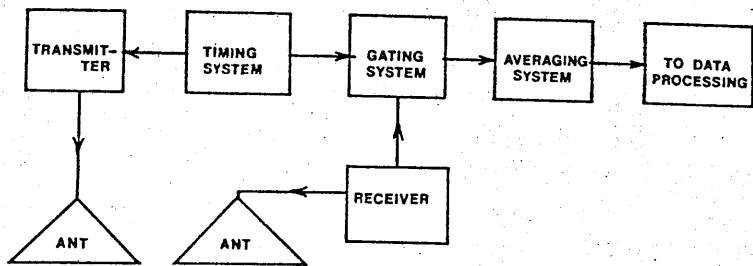 TRANSMIT-
TER
TIMING
SYSTEM
GATING
SYSTEM
AVERAGING
SYSTEM
TO DATA
PROCESSING
RECEIVER
ANT
ANT